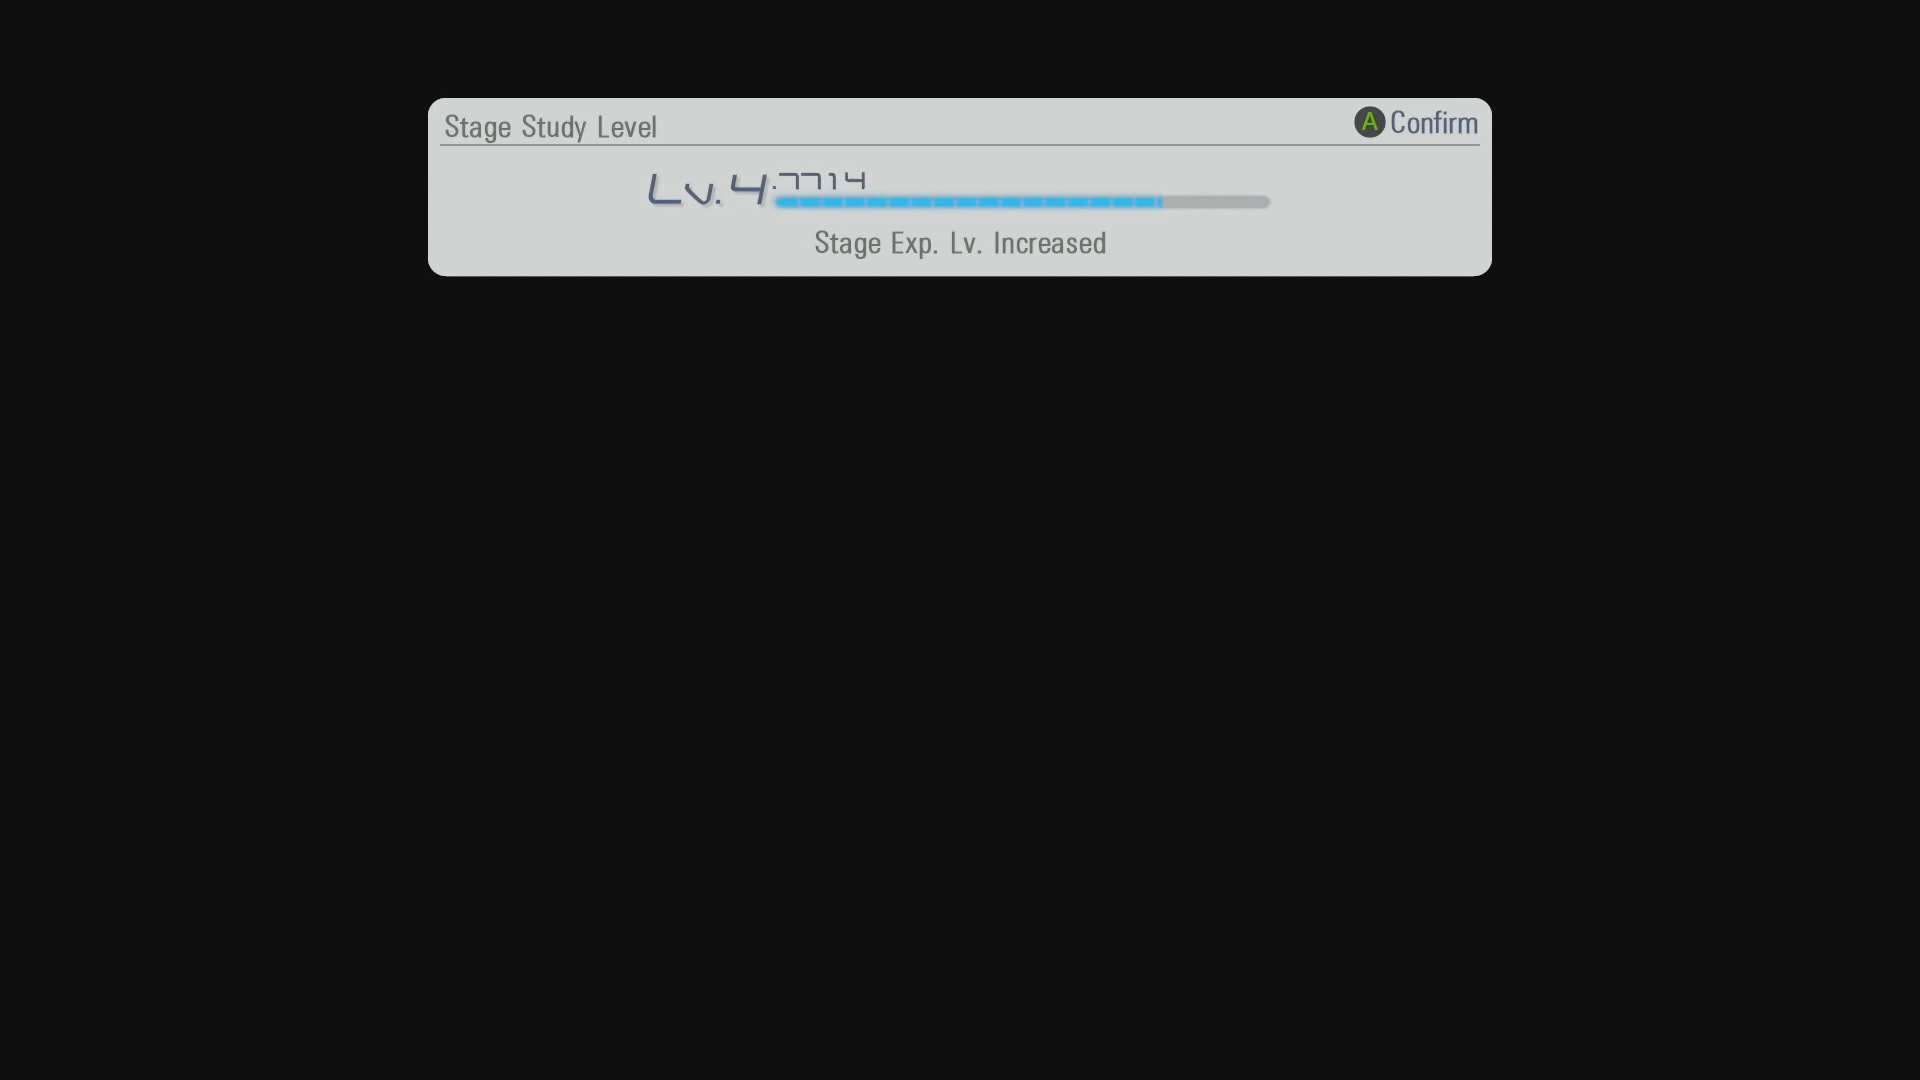 Stage Study Level
A Confirm
Lv.4.7714
Stage Exp. Lv. Increased